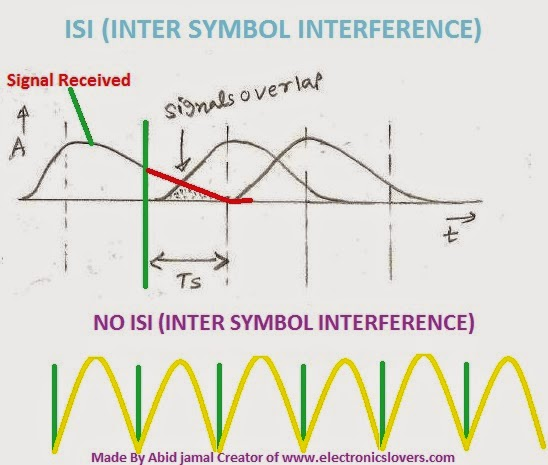 ISI (INTER SYMBOL INTERFERENCE)
Signal Received
signals overlap
A
t
Ts
NO ISI (INTER SYMBOL INTERFERENCE)
Made By Abid jamal Creator of www.electronicslovers.com